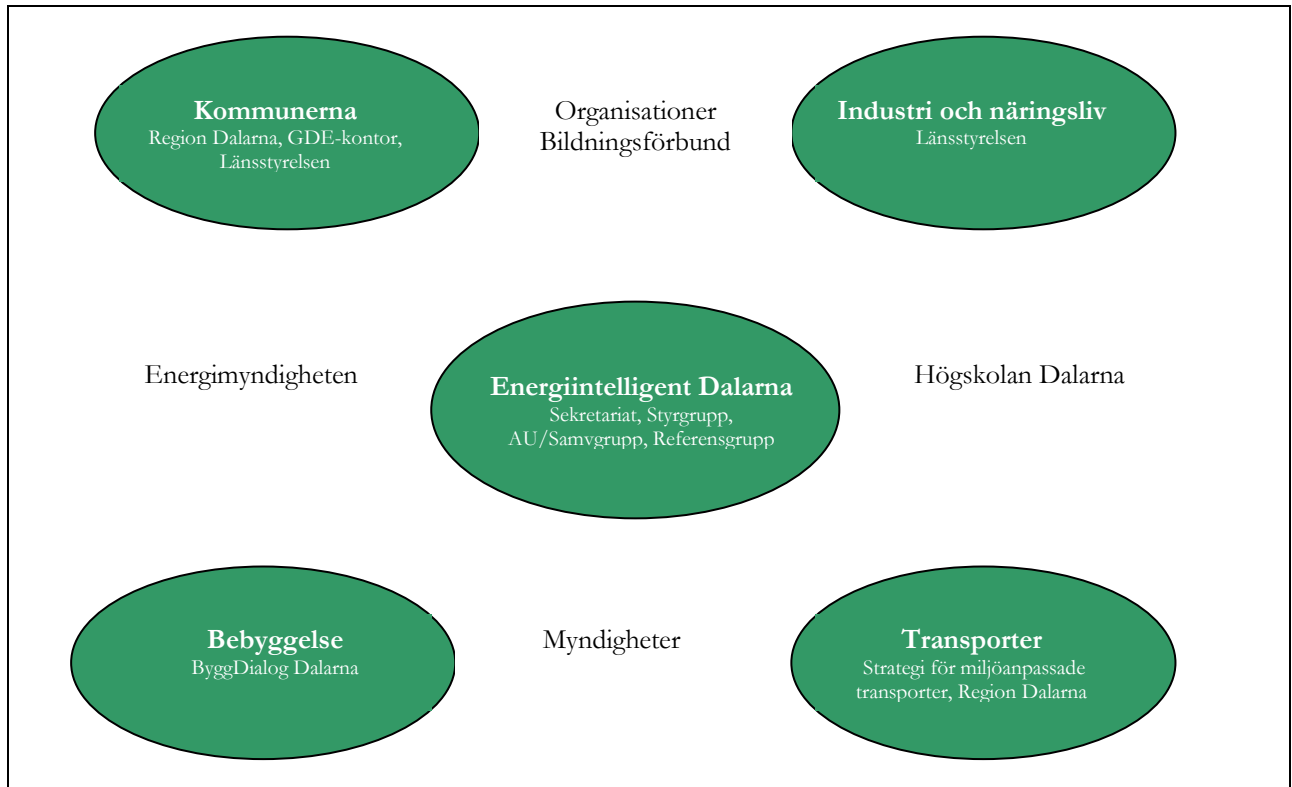 Kommunerna
Region Dalarna, GDE-kontor,
Länsstyrelsen
Organisationer
Bildningsförbund
Industri och näringsliv
Länsstyrelsen
Energimyndigheten
Energiintelligent Dalarna
Sekretariat, Styrgrupp,
AU/Samvgrupp, Referensgrupp
Högskolan Dalarna
Bebyggelse
ByggDialog Dalarna
Myndigheter
Transporter
Strategi för miljöanpassade
transporter, Region Dalarna